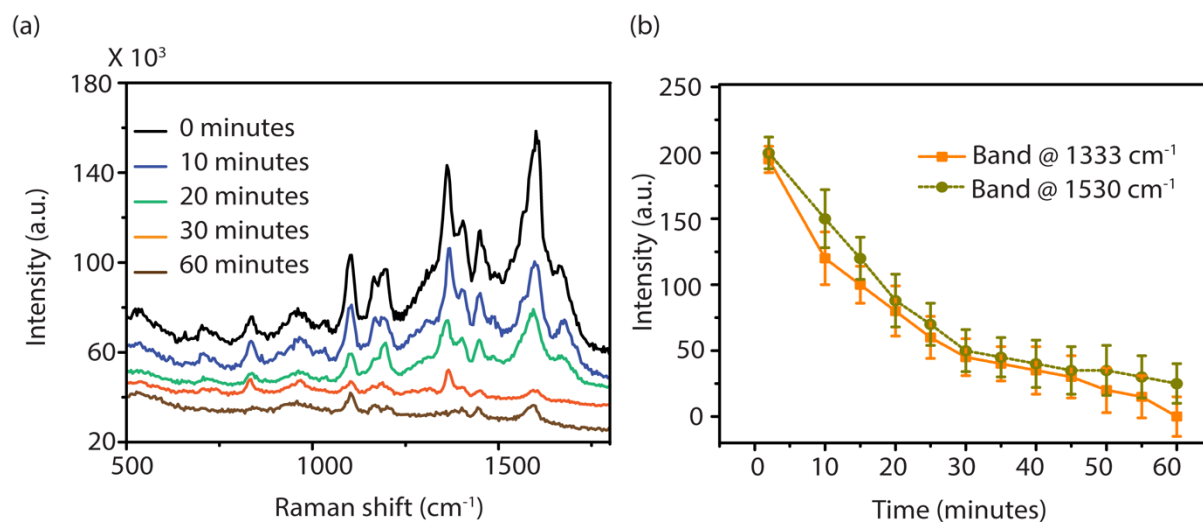 (a)
X 10³
180
140
100
60
20
Intensity (a.u.)
0 minutes
10 minutes
20 minutes
30 minutes
60 minutes
500
1000
1500
Raman shift (cm⁻¹)
(b)
250
200
150
100
50
0
Intensity (a.u.)
Band @ 1333 cm⁻¹
Band @ 1530 cm⁻¹
0
10
20
30
40
50
60
Time (minutes)